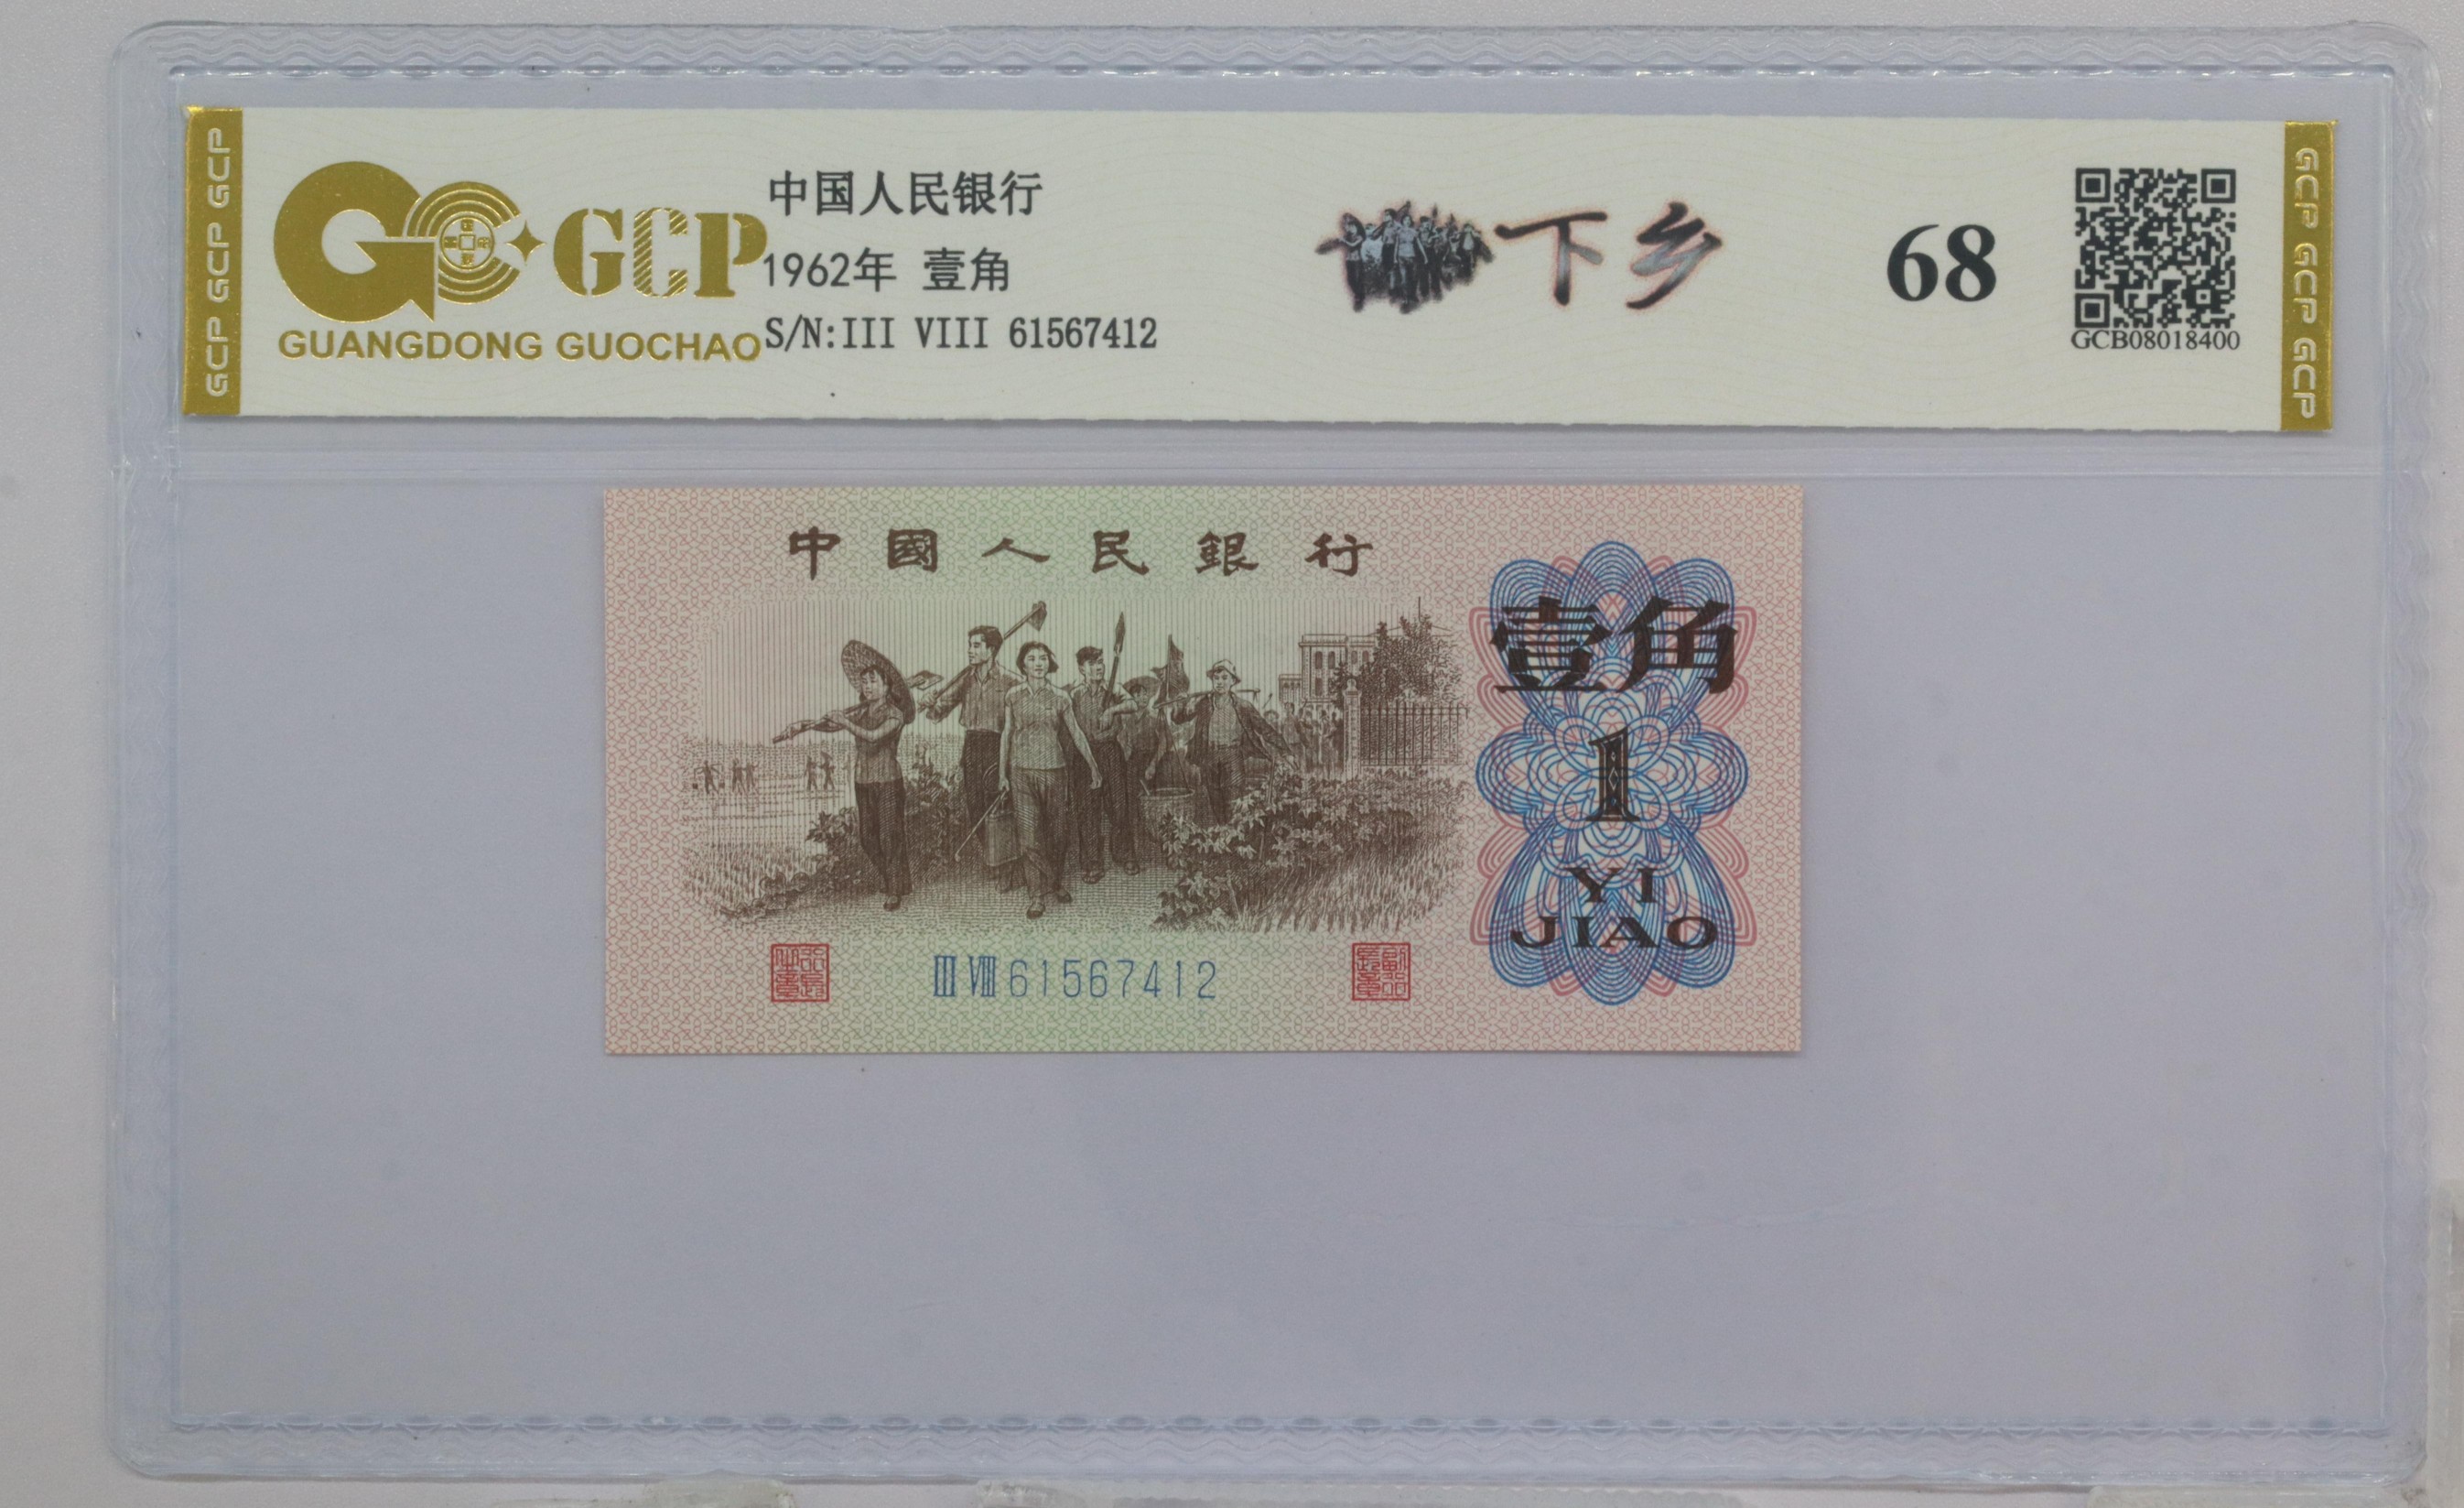 GCP GCP GCP
GCP
GUANGDONG GUOCHAO
中国人民银行
1962年 壹角
S/N:III VIII 61567412
下乡
68
GCB08018400
GCP GCP GCP
中國人民銀行
壹角
1
YI
JIAO
III VIII 61567412